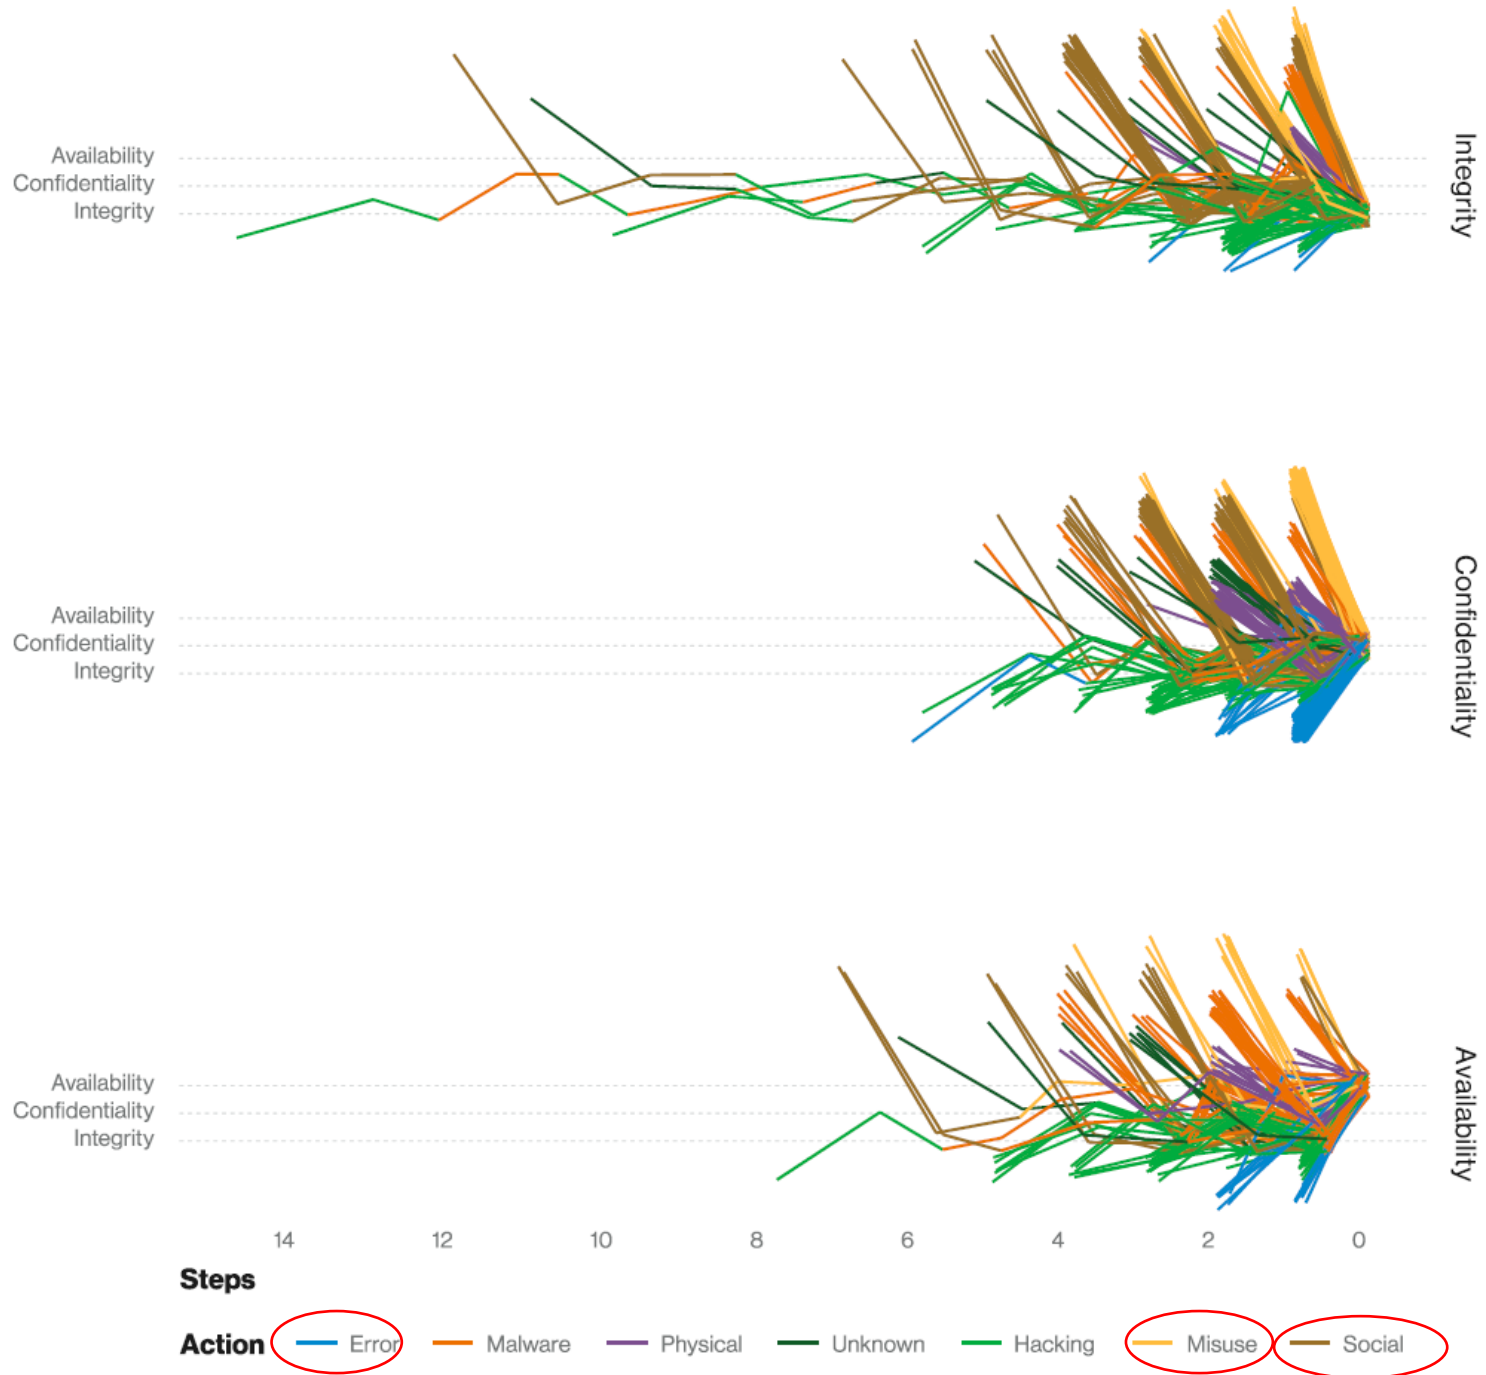 Availability
Confidentiality
Integrity
Integrity
Availability
Confidentiality
Integrity
Confidentiality
Availability
Confidentiality
Integrity
Availability
14 12 10 8 6 4 2 0
Steps
Action Error Malware Physical Unknown Hacking Misuse Social